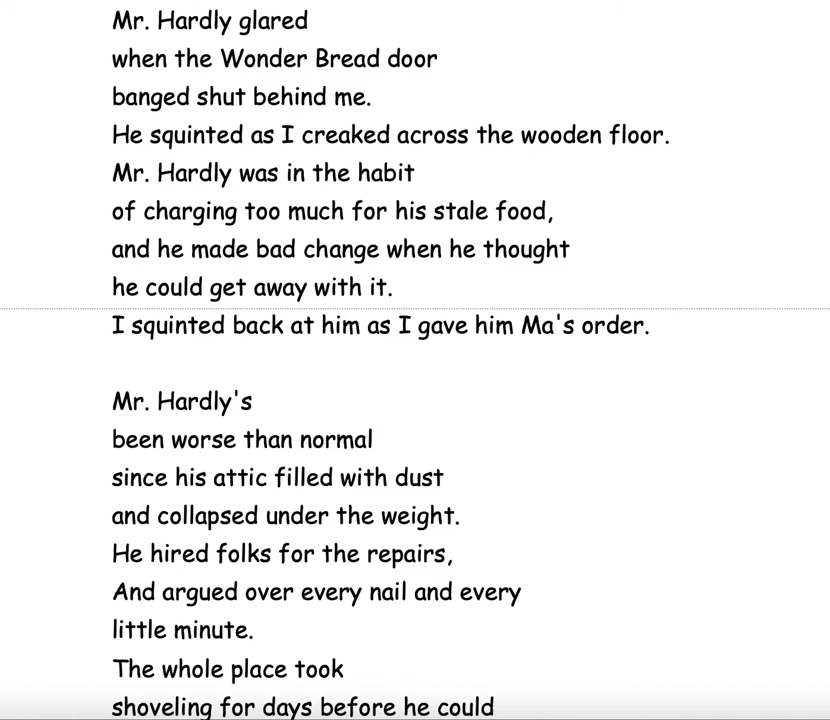 Mr. Hardly glared
when the Wonder Bread door
banged shut behind me.
He squinted as I creaked across the wooden floor.
Mr. Hardly was in the habit
of charging too much for his stale food,
and he made bad change when he thought
he could get away with it.
I squinted back at him as I gave him Ma's order.
Mr. Hardly's
been worse than normal
since his attic filled with dust
and collapsed under the weight.
He hired folks for the repairs,
And argued over every nail and every
little minute.
The whole place took
shoveling for days before he could